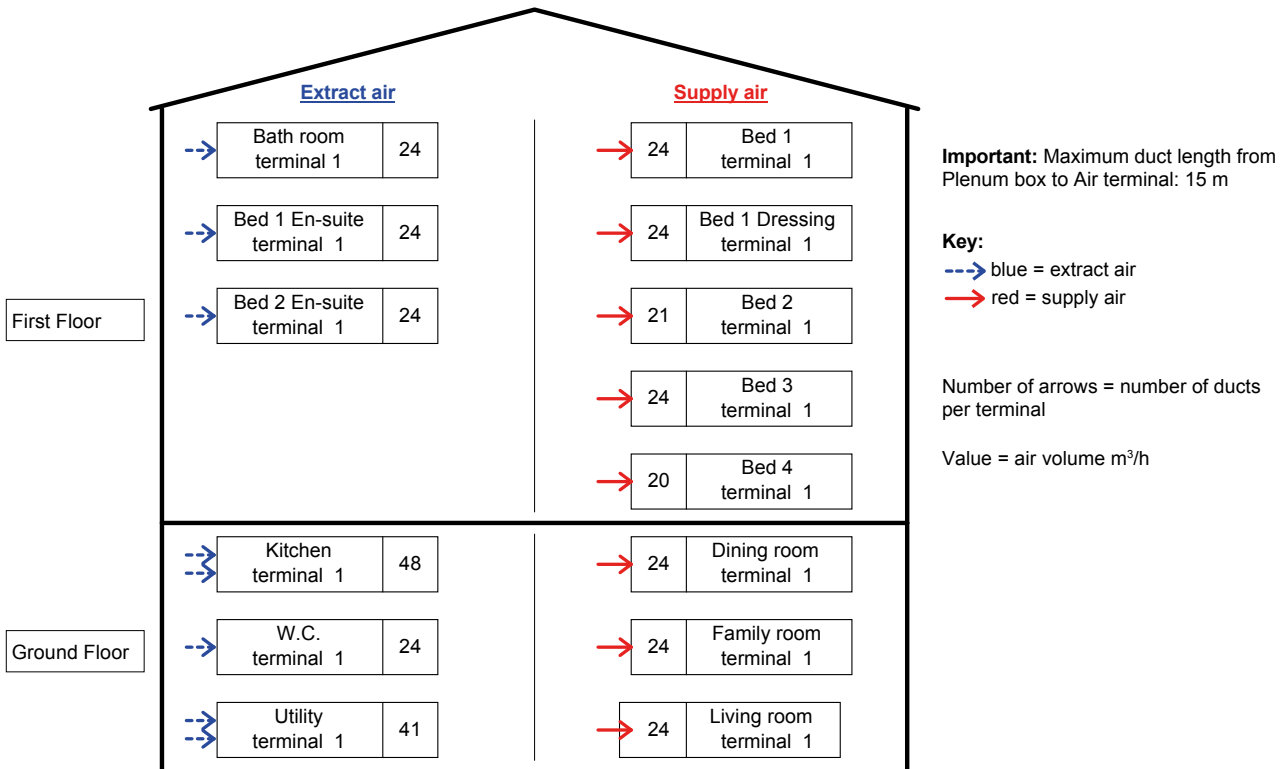 Extract air
Supply air
Bath room
terminal 1
24
24
Bed 1
terminal 1
Important: Maximum duct length from
Plenum box to Air terminal: 15 m
Bed 1 En-suite
terminal 1
24
24
Bed 1 Dressing
terminal 1
Key:
blue = extract air
red = supply air
First Floor
Bed 2 En-suite
terminal 1
24
21
Bed 2
terminal 1
24
Bed 3
terminal 1
Number of arrows = number of ducts
per terminal
Value = air volume m³/h
20
Bed 4
terminal 1
Kitchen
terminal 1
48
24
Dining room
terminal 1
Ground Floor
W.C.
terminal 1
24
24
Family room
terminal 1
Utility
terminal 1
41
24
Living room
terminal 1